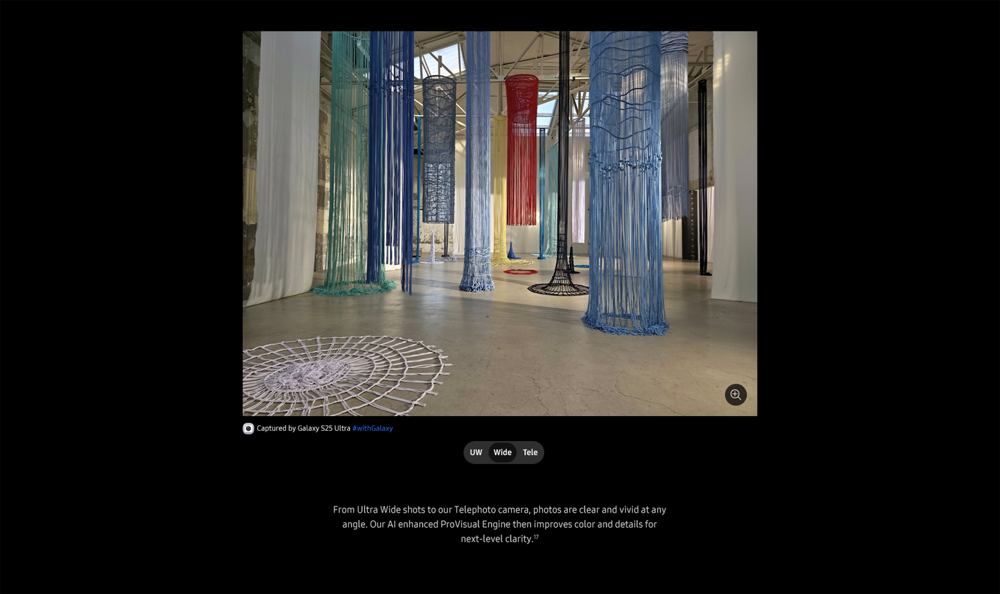 Captured by Galaxy S25 Ultra #withGalaxy
UW Wide Tele
From Ultra Wide shots to our Telephoto camera, photos are clear and vivid at any
angle. Our AI enhanced ProVisual Engine then improves color and details for
next-level clarity.17